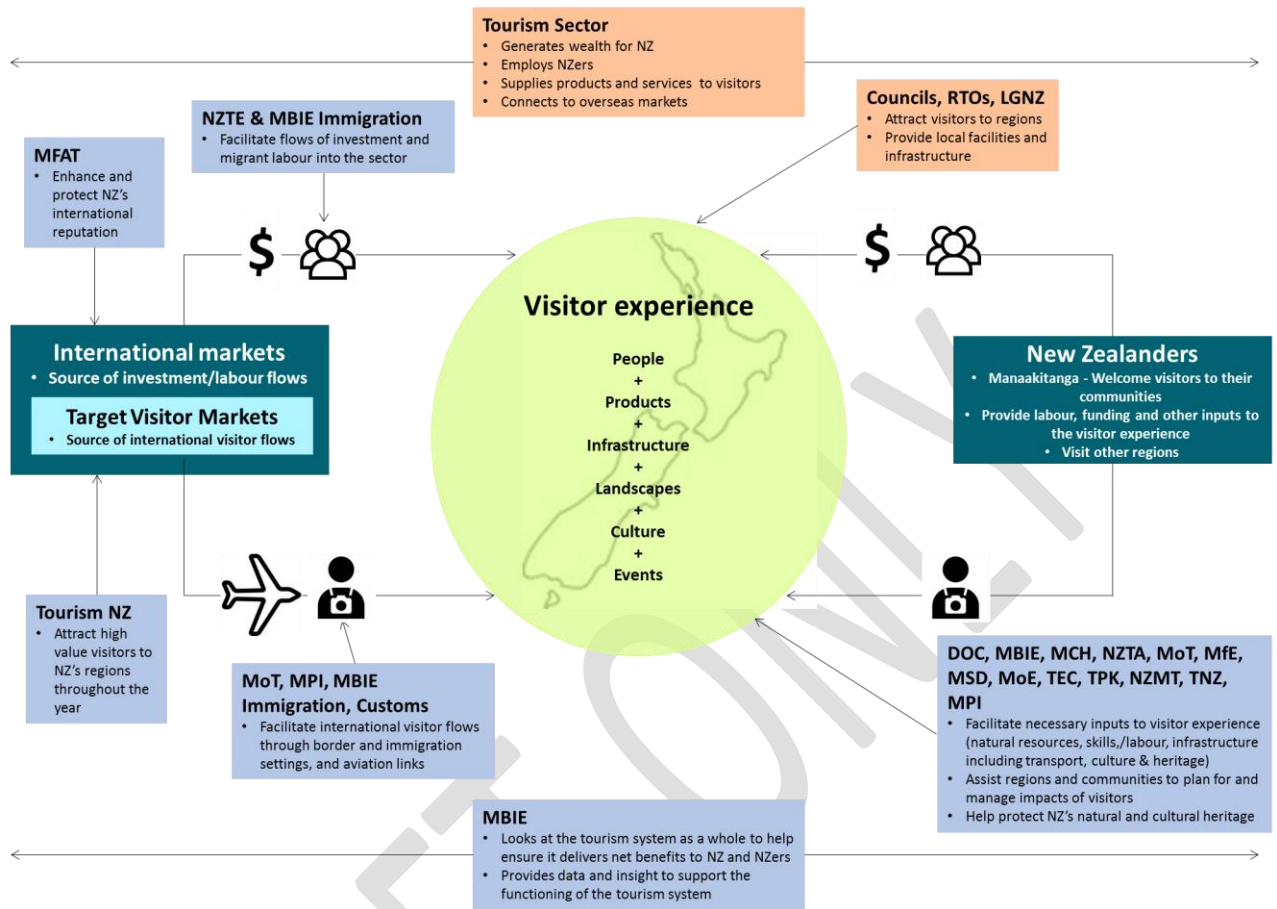 Tourism Sector
• Generates wealth for NZ
• Employs NZers
• Supplies products and services to visitors
• Connects to overseas markets
NZTE & MBIE Immigration
• Facilitate flows of investment and
migrant labour into the sector
Councils, RTOs, LGNZ
• Attract visitors to regions
• Provide local facilities and
infrastructure
MFAT
• Enhance and
protect NZ's
international
reputation
$
$
Visitor experience
People
+
Products
+
Infrastructure
+
Landscapes
+
Culture
+
Events
International markets
• Source of investment/labour flows
Target Visitor Markets
• Source of international visitor flows
New Zealanders
• Manaakitanga - Welcome visitors to their
communities
• Provide labour, funding and other inputs to
the visitor experience
• Visit other regions
Tourism NZ
• Attract high
value visitors to
NZ's regions
throughout the
year
MoT, MPI, MBIE
Immigration, Customs
• Facilitate international visitor flows
through border and immigration
settings, and aviation links
DOC, MBIE, MCH, NZTA, MoT, MfE,
MSD, MoE, TEC, TPK, NZMT, TNZ,
MPI
• Facilitate necessary inputs to visitor experience
(natural resources, skills,/labour, infrastructure
including transport, culture & heritage)
• Assist regions and communities to plan for and
manage impacts of visitors
• Help protect NZ's natural and cultural heritage
MBIE
• Looks at the tourism system as a whole to help
ensure it delivers net benefits to NZ and NZers
• Provides data and insight to support the
functioning of the tourism system
ONLY